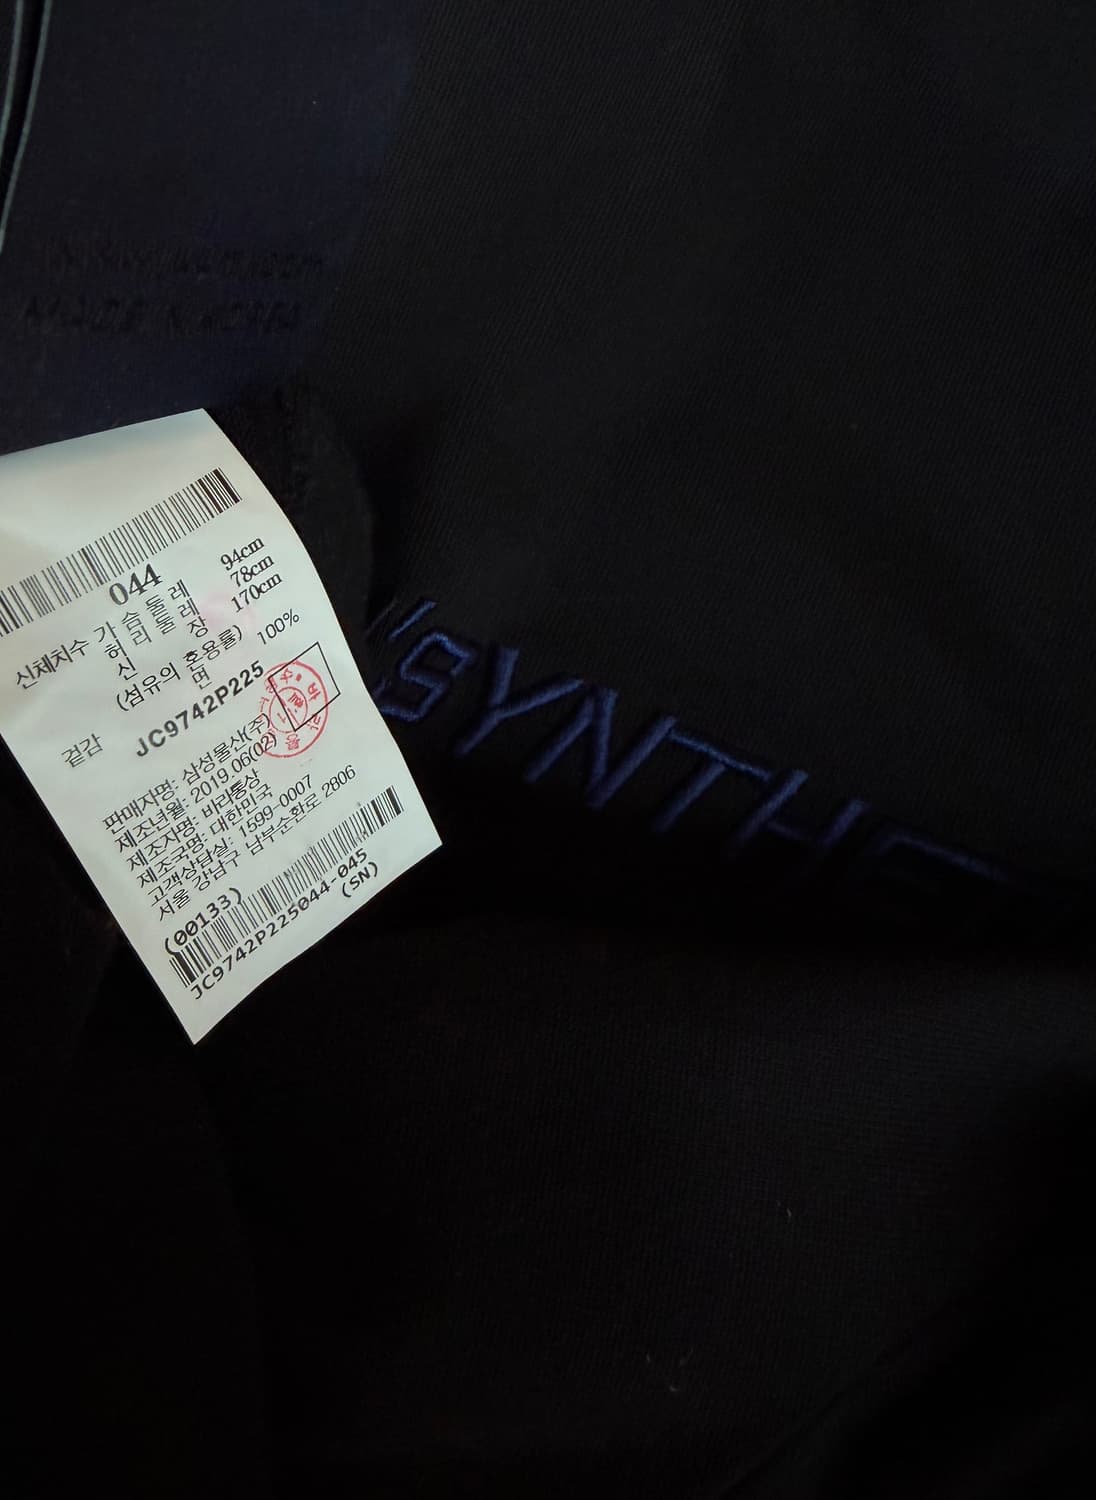 MADE IN KOREA
044
신체치수 가슴둘레 94cm
허리둘레 78cm
신장 170cm
(섬유의 혼용률)
겉감 면 100%
JC9742P225
판매자명: 삼성물산(주)
제조년월: 2019.06(02)
제조자명: 바라통상
제조국명: 대한민국
고객상담실: 1599-0007
서울 강남구 남부순환로 2806
(00133)
JC9742P225044-045
(SN)
"SYNTHE